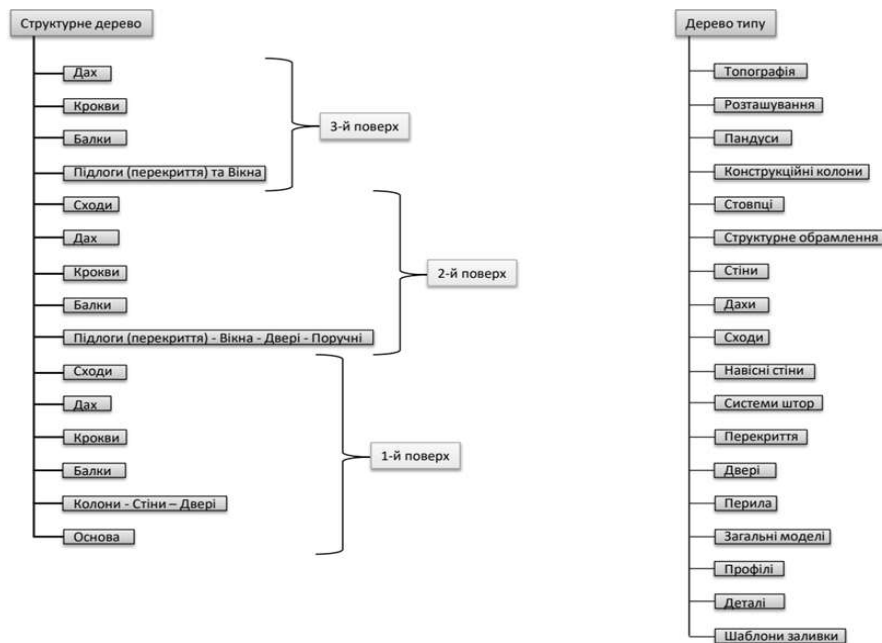 Структурне дерево
Дах
Крокви
Балки
Підлоги (перекриття) та Вікна
3-й поверх
Сходи
Дах
Крокви
Балки
Підлоги (перекриття) - Вікна - Двері - Поручні
2-й поверх
Сходи
Дах
Крокви
Балки
Колони - Стіни – Двері
Основа
1-й поверх
Дерево типу
Топографія
Розташування
Пандуси
Конструкційні колони
Стовпці
Структурне обрамлення
Стіни
Дахи
Сходи
Навісні стіни
Системи штор
Перекриття
Двері
Перила
Загальні моделі
Профілі
Деталі
Шаблони заливки